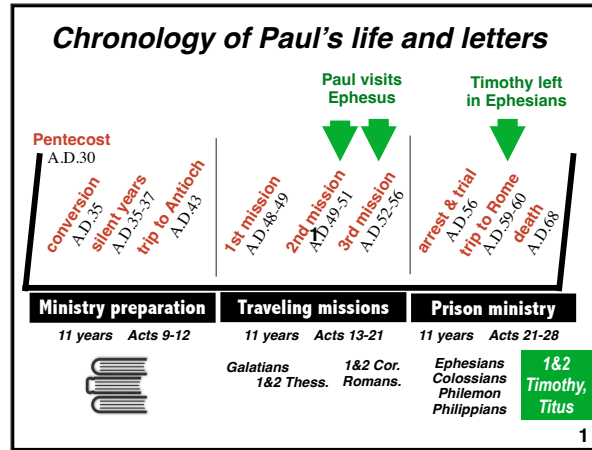 Chronology of Paul's life and letters
Paul visits
Ephesus
Timothy left
in Ephesians
Pentecost
A.D.30
conversion
A.D.35
silent years
A.D.35-37
trip to Antioch
A.D.43
1st mission
A.D.48-49
2nd mission
A.D.49-51
1
3rd mission
A.D.52-56
arrest & trial
A.D.56
trip to Rome
A.D.59-60
death
A.D.68
Ministry preparation
Traveling missions
Prison ministry
11 years Acts 9-12
11 years Acts 13-21
11 years Acts 21-28
Galatians
1&2 Thess.
1&2 Cor.
Romans.
Ephesians
Colossians
Philemon
Philippians
1&2
Timothy,
Titus
1